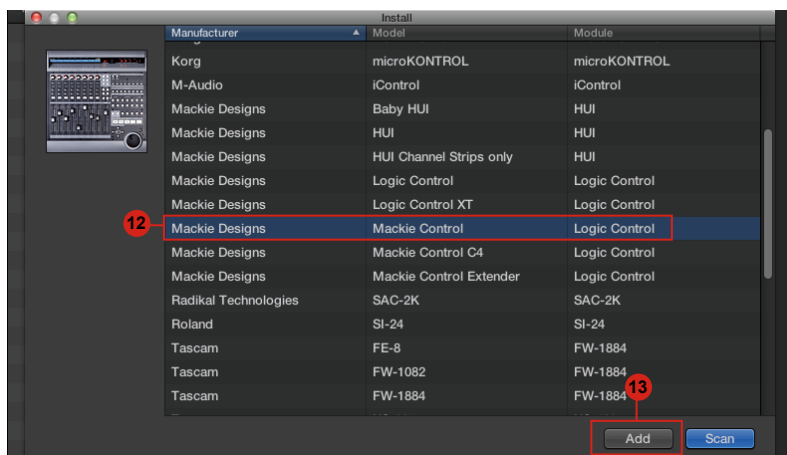 Install
Manufacturer Model Module
Korg microKONTROL microKONTROL
M-Audio iControl iControl
Mackie Designs Baby HUI HUI
Mackie Designs HUI HUI
Mackie Designs HUI Channel Strips only HUI
Mackie Designs Logic Control Logic Control
Mackie Designs Logic Control XT Logic Control
12 Mackie Designs Mackie Control Logic Control
Mackie Designs Mackie Control C4 Logic Control
Mackie Designs Mackie Control Extender Logic Control
Radikal Technologies SAC-2K SAC-2K
Roland SI-24 SI-24
Tascam FE-8 FW-1884
Tascam FW-1082 FW-1884
Tascam FW-1884 FW-1884
13
Add Scan